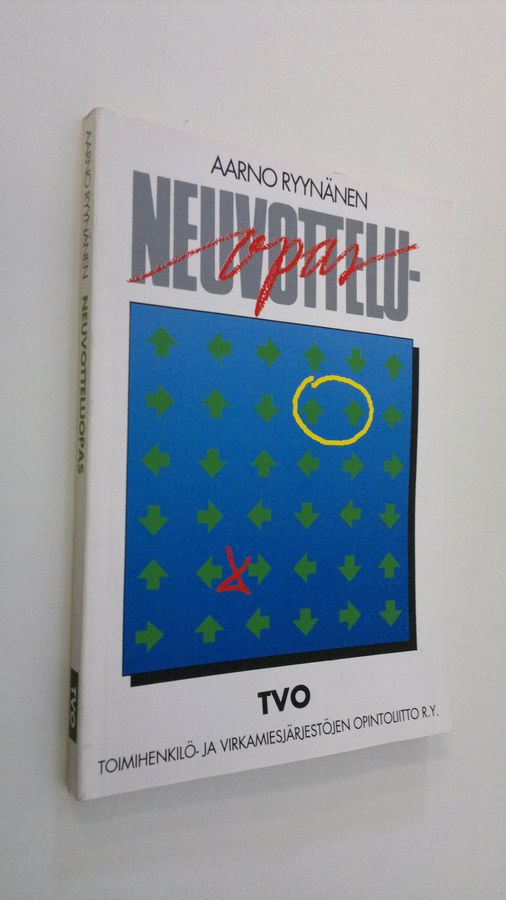 AARNO RYYNÄNEN
NEUVOTTELU-
opas
TVO
TOIMIHENKILÖ- JA VIRKAMIESJÄRJESTÖJEN OPINTOLIITTO R.Y.
AARNO RYYNÄNEN NEUVOTTELUOPAS TVO